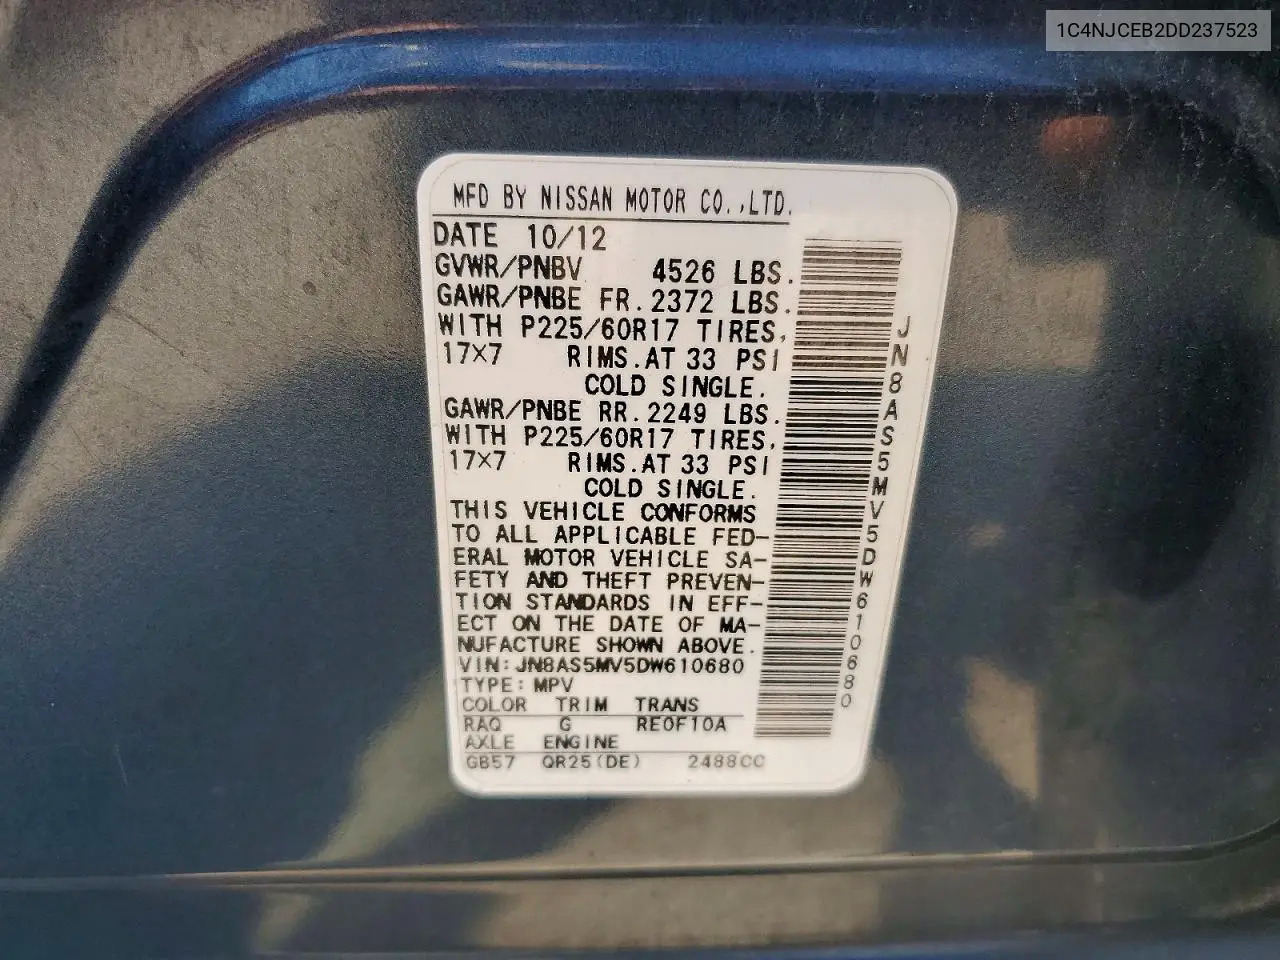 1C4NJCEB2DD237523
MFD BY NISSAN MOTOR CO.,LTD.
DATE 10/12
GVWR/PNBV 4526 LBS.
GAWR/PNBE FR.2372 LBS.
WITH P225/60R17 TIRES,
17×7 RIMS.AT 33 PSI
COLD SINGLE.
GAWR/PNBE RR.2249 LBS.
WITH P225/60R17 TIRES,
17×7 RIMS.AT 33 PSI
COLD SINGLE.
THIS VEHICLE CONFORMS
TO ALL APPLICABLE FED-
ERAL MOTOR VEHICLE SA-
FETY AND THEFT PREVEN-
TION STANDARDS IN EFF-
ECT ON THE DATE OF MA-
NUFACTURE SHOWN ABOVE.
VIN:JN8AS5MV5DW610680
TYPE:MPV
COLOR TRIM TRANS
RAQ G RE0F10A
AXLE ENGINE
GB57 QR25(DE) 2488CC
JN8AS5MV5DW610680